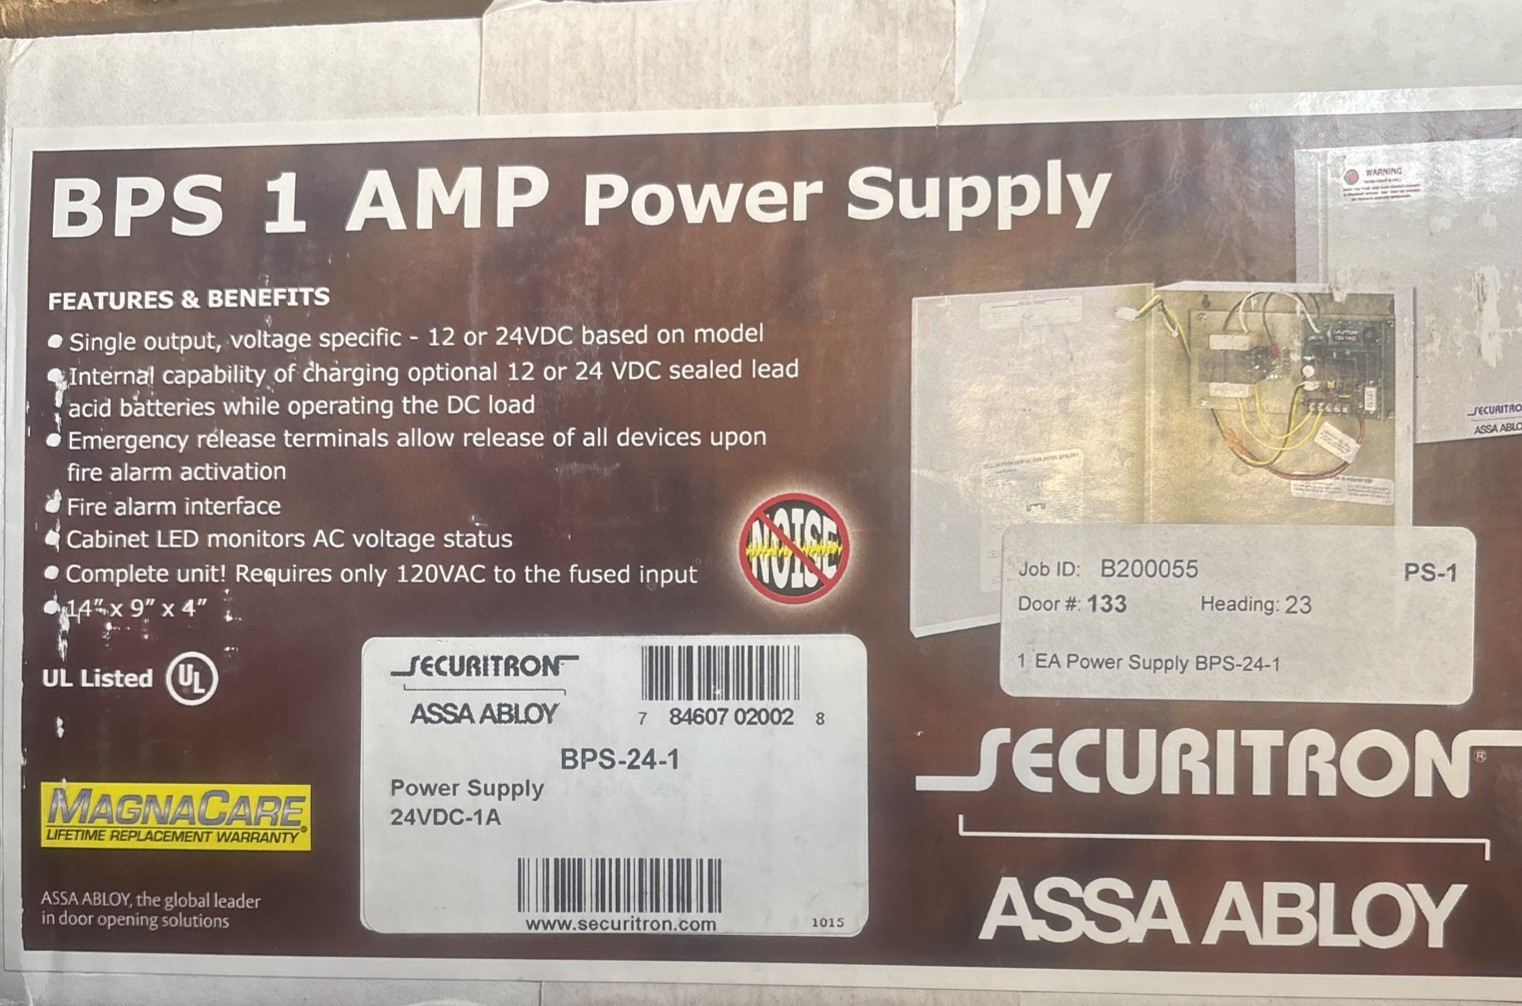 BPS 1 AMP Power Supply
FEATURES & BENEFITS
● Single output, voltage specific - 12 or 24VDC based on model
● Internal capability of charging optional 12 or 24 VDC sealed lead
acid batteries while operating the DC load
● Emergency release terminals allow release of all devices upon
fire alarm activation
● Fire alarm interface
● Cabinet LED monitors AC voltage status
● Complete unit! Requires only 120VAC to the fused input
● 14" x 9" x 4"
NOISE
UL Listed UL
MAGNACARE®
LIFETIME REPLACEMENT WARRANTY
ASSA ABLOY, the global leader
in door opening solutions
SECURITRON
ASSA ABLOY
7 84607 02002 8
BPS-24-1
Power Supply
24VDC-1A
www.securitron.com
1015
WARNING
CAUTION
SECURITRO
ASSA ABLO
Job ID: B200055 PS-1
Door #: 133 Heading: 23
1 EA Power Supply BPS-24-1
SECURITRON®
ASSA ABLOY